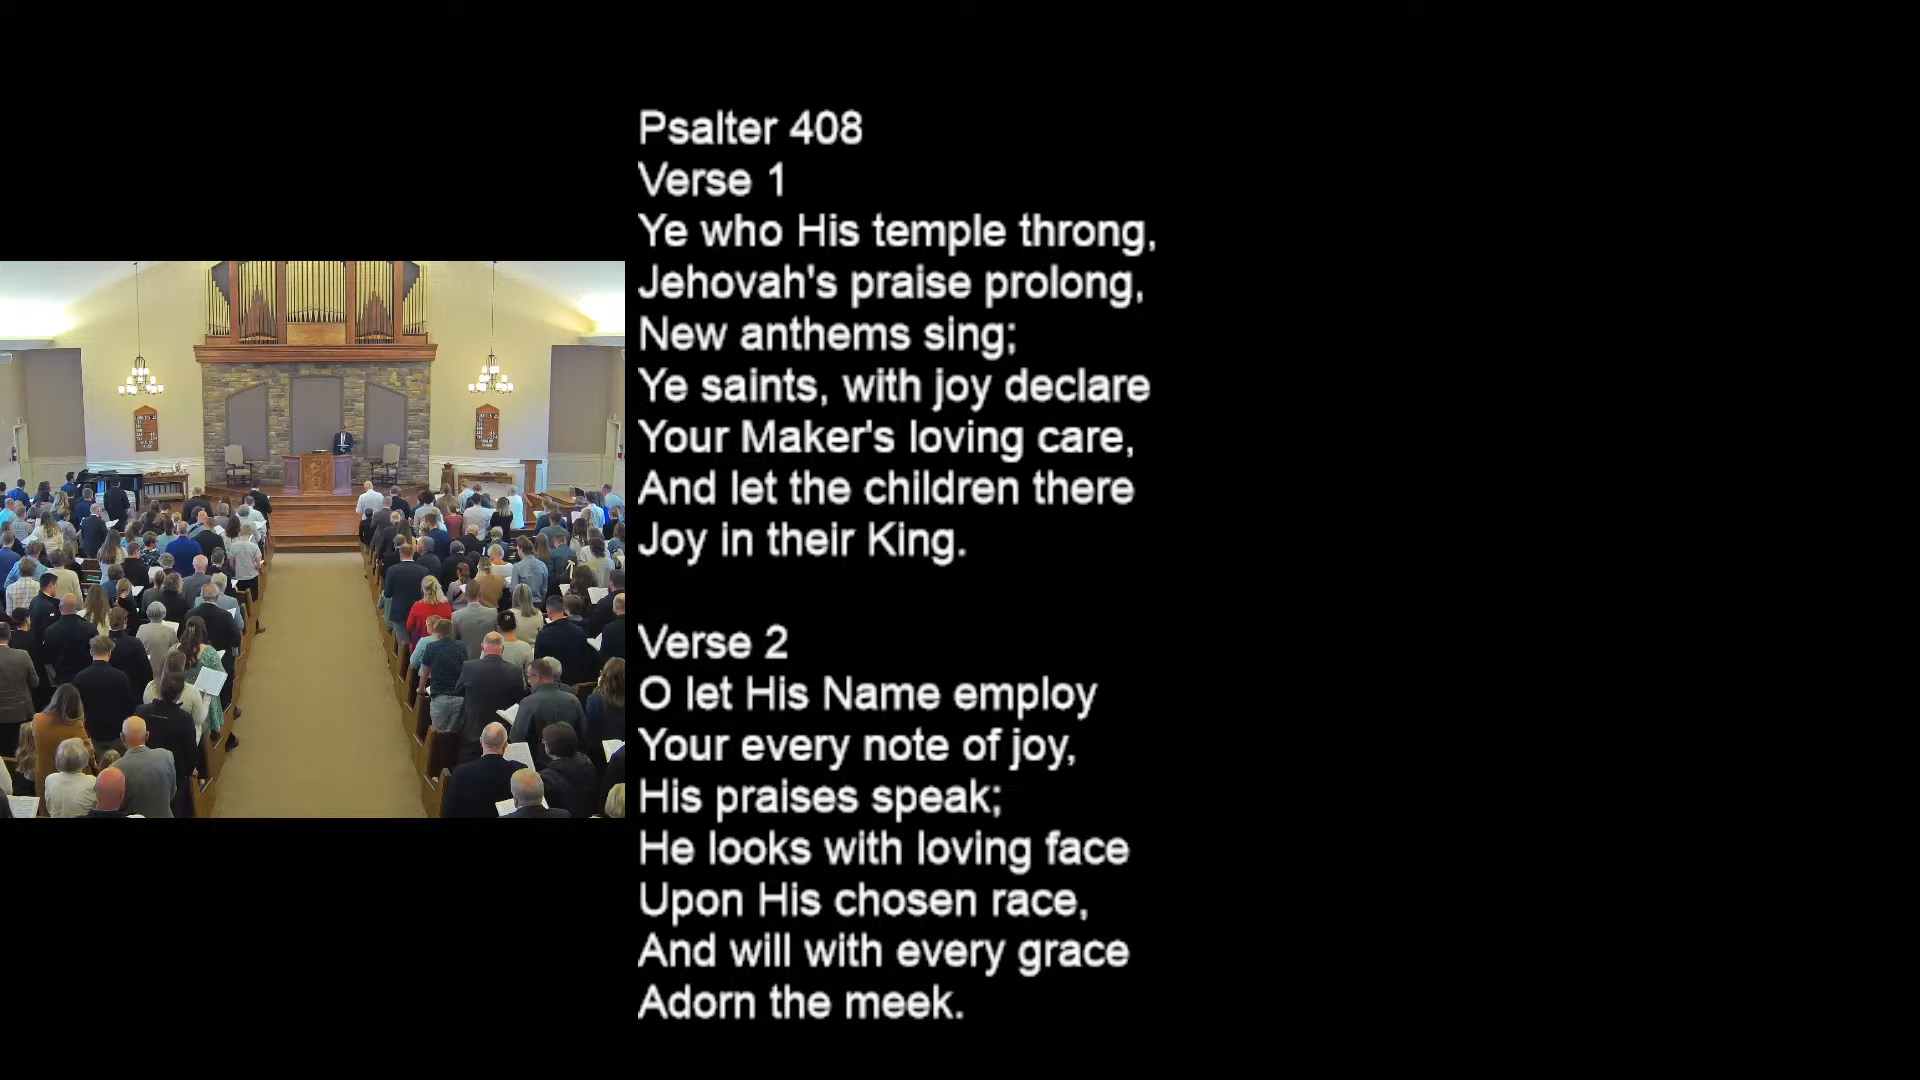 Psalter 408
Verse 1
Ye who His temple throng,
Jehovah's praise prolong,
New anthems sing;
Ye saints, with joy declare
Your Maker's loving care,
And let the children there
Joy in their King.
Verse 2
O let His Name employ
Your every note of joy,
His praises speak;
He looks with loving face
Upon His chosen race,
And will with every grace
Adorn the meek.